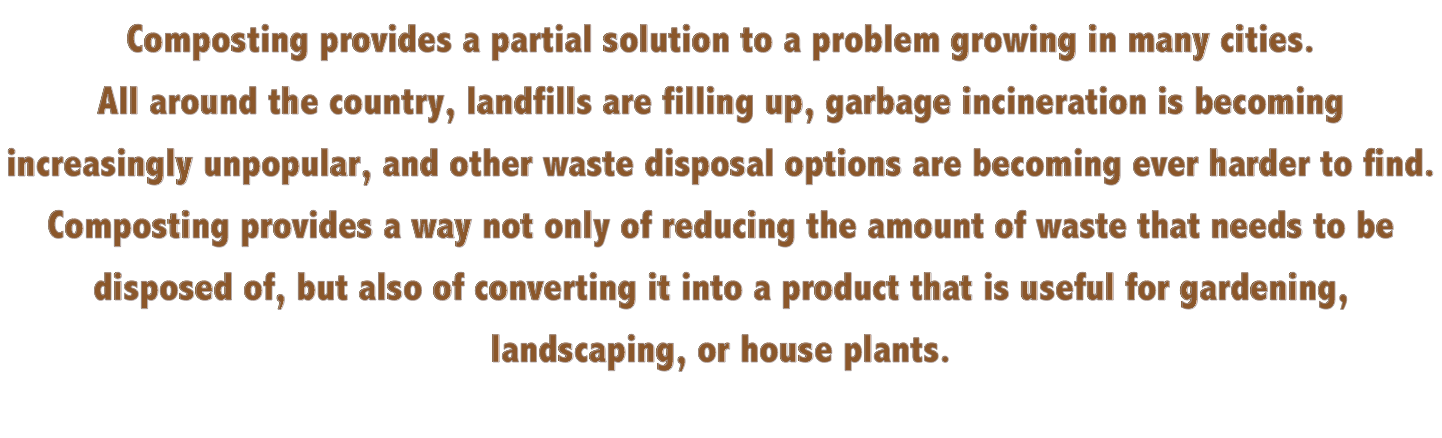 Composting provides a partial solution to a problem growing in many cities.
All around the country, landfills are filling up, garbage incineration is becoming
increasingly unpopular, and other waste disposal options are becoming ever harder to find.
Composting provides a way not only of reducing the amount of waste that needs to be
disposed of, but also of converting it into a product that is useful for gardening,
landscaping, or house plants.